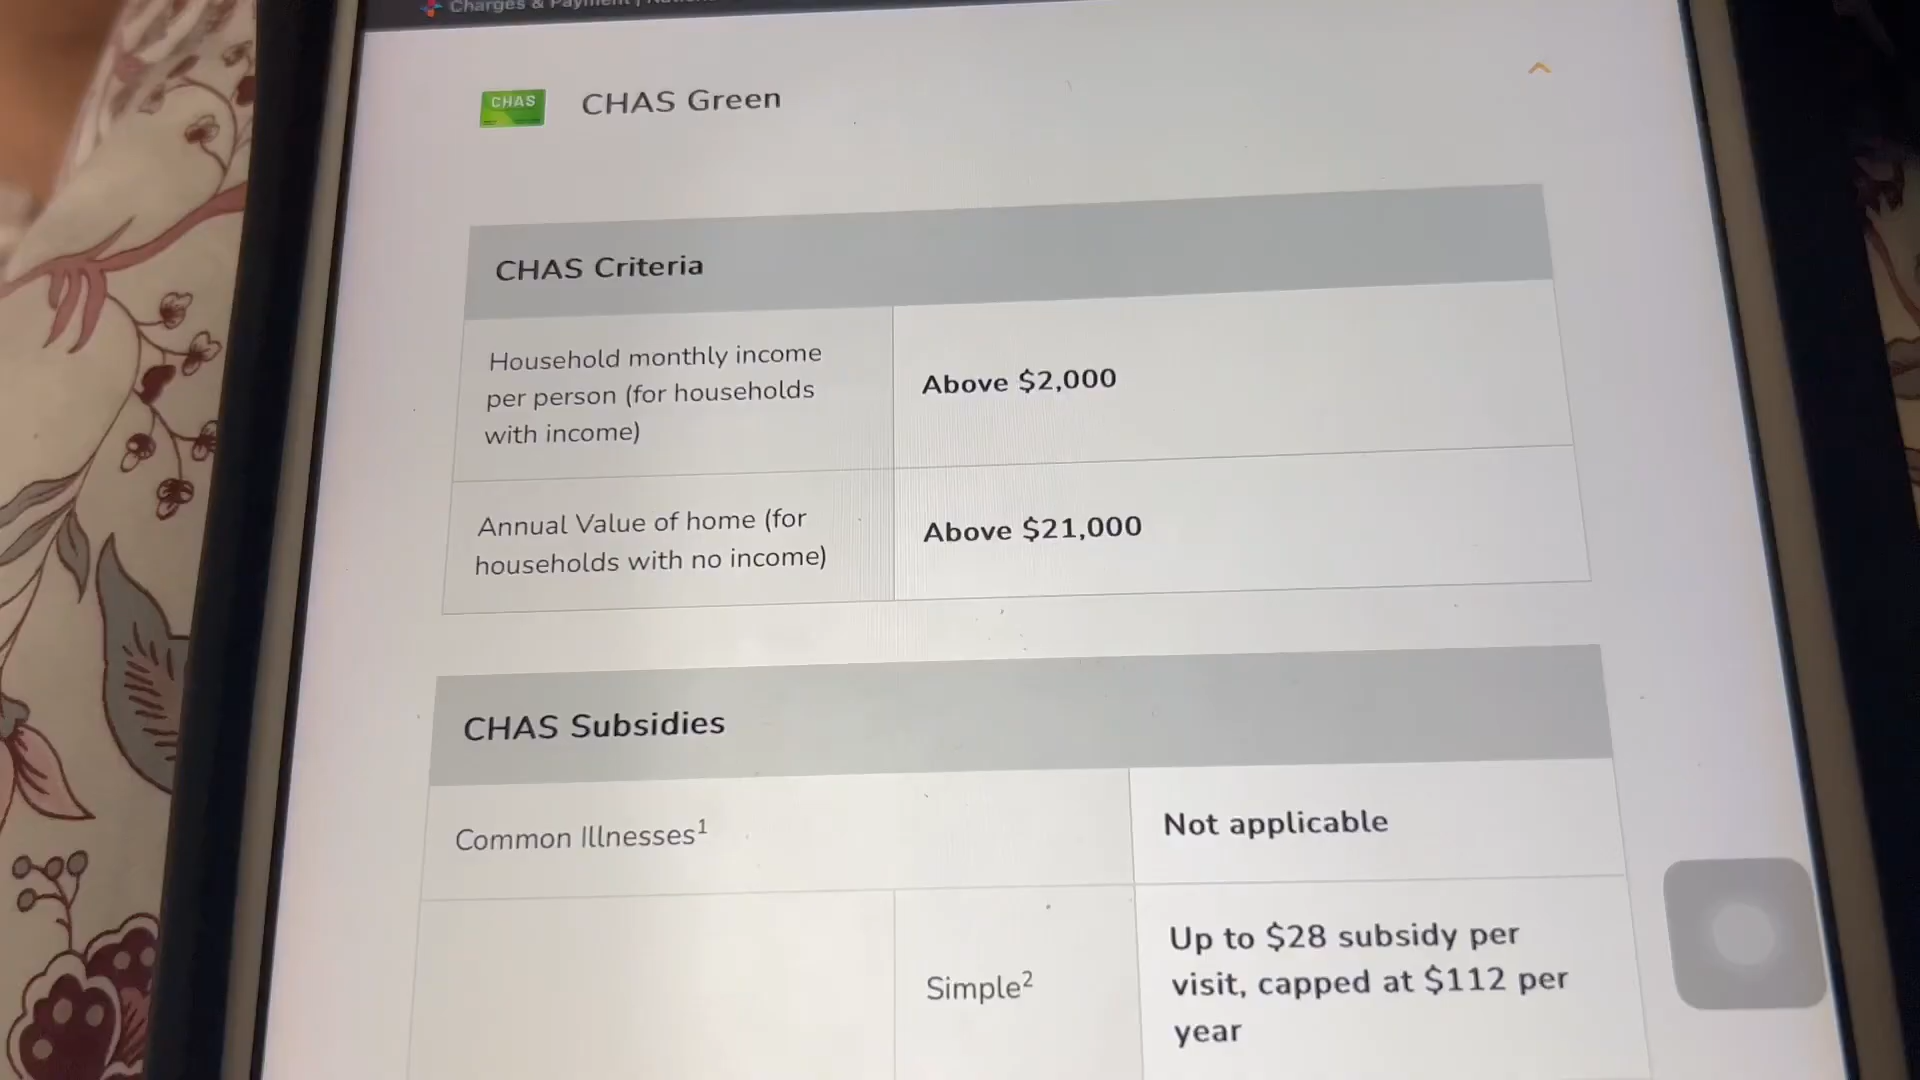 Charges & Payment |
CHAS
CHAS Green
CHAS Criteria
Household monthly income
per person (for households
with income)
Above $2,000
Annual Value of home (for
households with no income)
Above $21,000
CHAS Subsidies
Common Illnesses¹
Not applicable
Simple²
Up to $28 subsidy per
visit, capped at $112 per
year